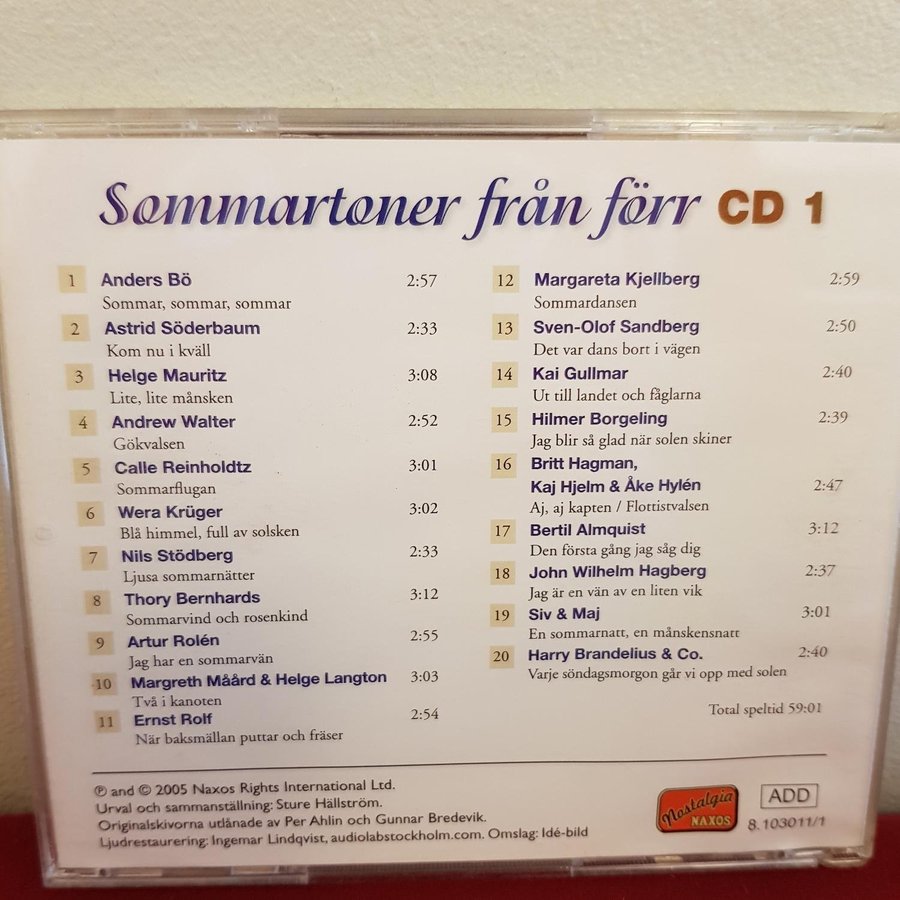 Sommartoner från förr CD 1
1 Anders Bö 2:57
Sommar, sommar, sommar
2 Astrid Söderbaum 2:33
Kom nu i kväll
3 Helge Mauritz 3:08
Lite, lite månsken
4 Andrew Walter 2:52
Gökvalsen
5 Calle Reinholdtz 3:01
Sommarflugan
6 Wera Krüger 3:02
Blå himmel, full av solsken
7 Nils Stödberg 2:33
Ljusa sommarnätter
8 Thory Bernhards 3:12
Sommarvind och rosenkind
9 Artur Rolén 2:55
Jag har en sommarvän
10 Margreth Måård & Helge Langton 3:03
Två i kanoten
11 Ernst Rolf 2:54
När baksmällan puttar och fräser
12 Margareta Kjellberg 2:59
Sommardansen
13 Sven-Olof Sandberg 2:50
Det var dans bort i vägen
14 Kai Gullmar 2:40
Ut till landet och fåglarna
15 Hilmer Borgeling 2:39
Jag blir så glad när solen skiner
16 Britt Hagman,
Kaj Hjelm & Åke Hylén 2:47
Aj, aj kapten / Flottistvalsen
17 Bertil Almquist 3:12
Den första gång jag såg dig
18 John Wilhelm Hagberg 2:37
Jag är en vän av en liten vik
19 Siv & Maj 3:01
En sommarnatt, en månskensnatt
20 Harry Brandelius & Co. 2:40
Varje söndagsmorgon går vi opp med solen
Total speltid 59:01
℗ and © 2005 Naxos Rights International Ltd.
Urval och sammanställning: Sture Hällström.
Originalskivorna utlånade av Per Ahlin och Gunnar Bredevik.
Ljudrestaurering: Ingemar Lindqvist, audiolabstockholm.com. Omslag: Idé-bild
Nostalgia
NAXOS
ADD
8.103011/1